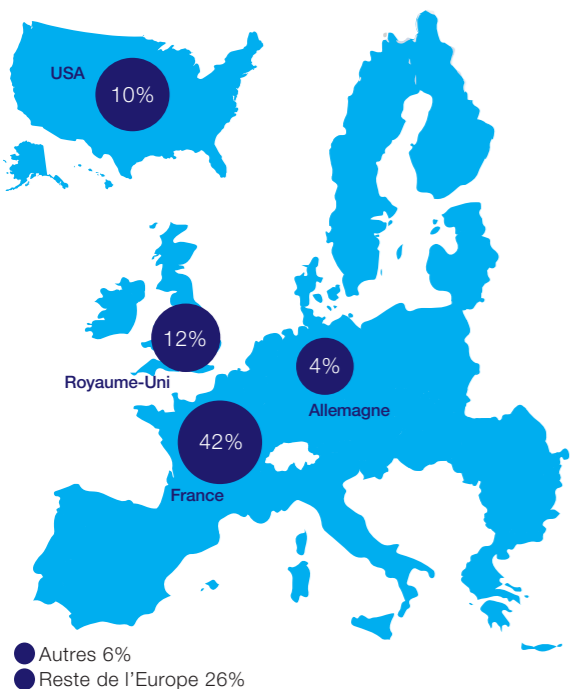 USA
10%
12%
Royaume-Uni
4%
Allemagne
42%
France
Autres 6%
Reste de l'Europe 26%